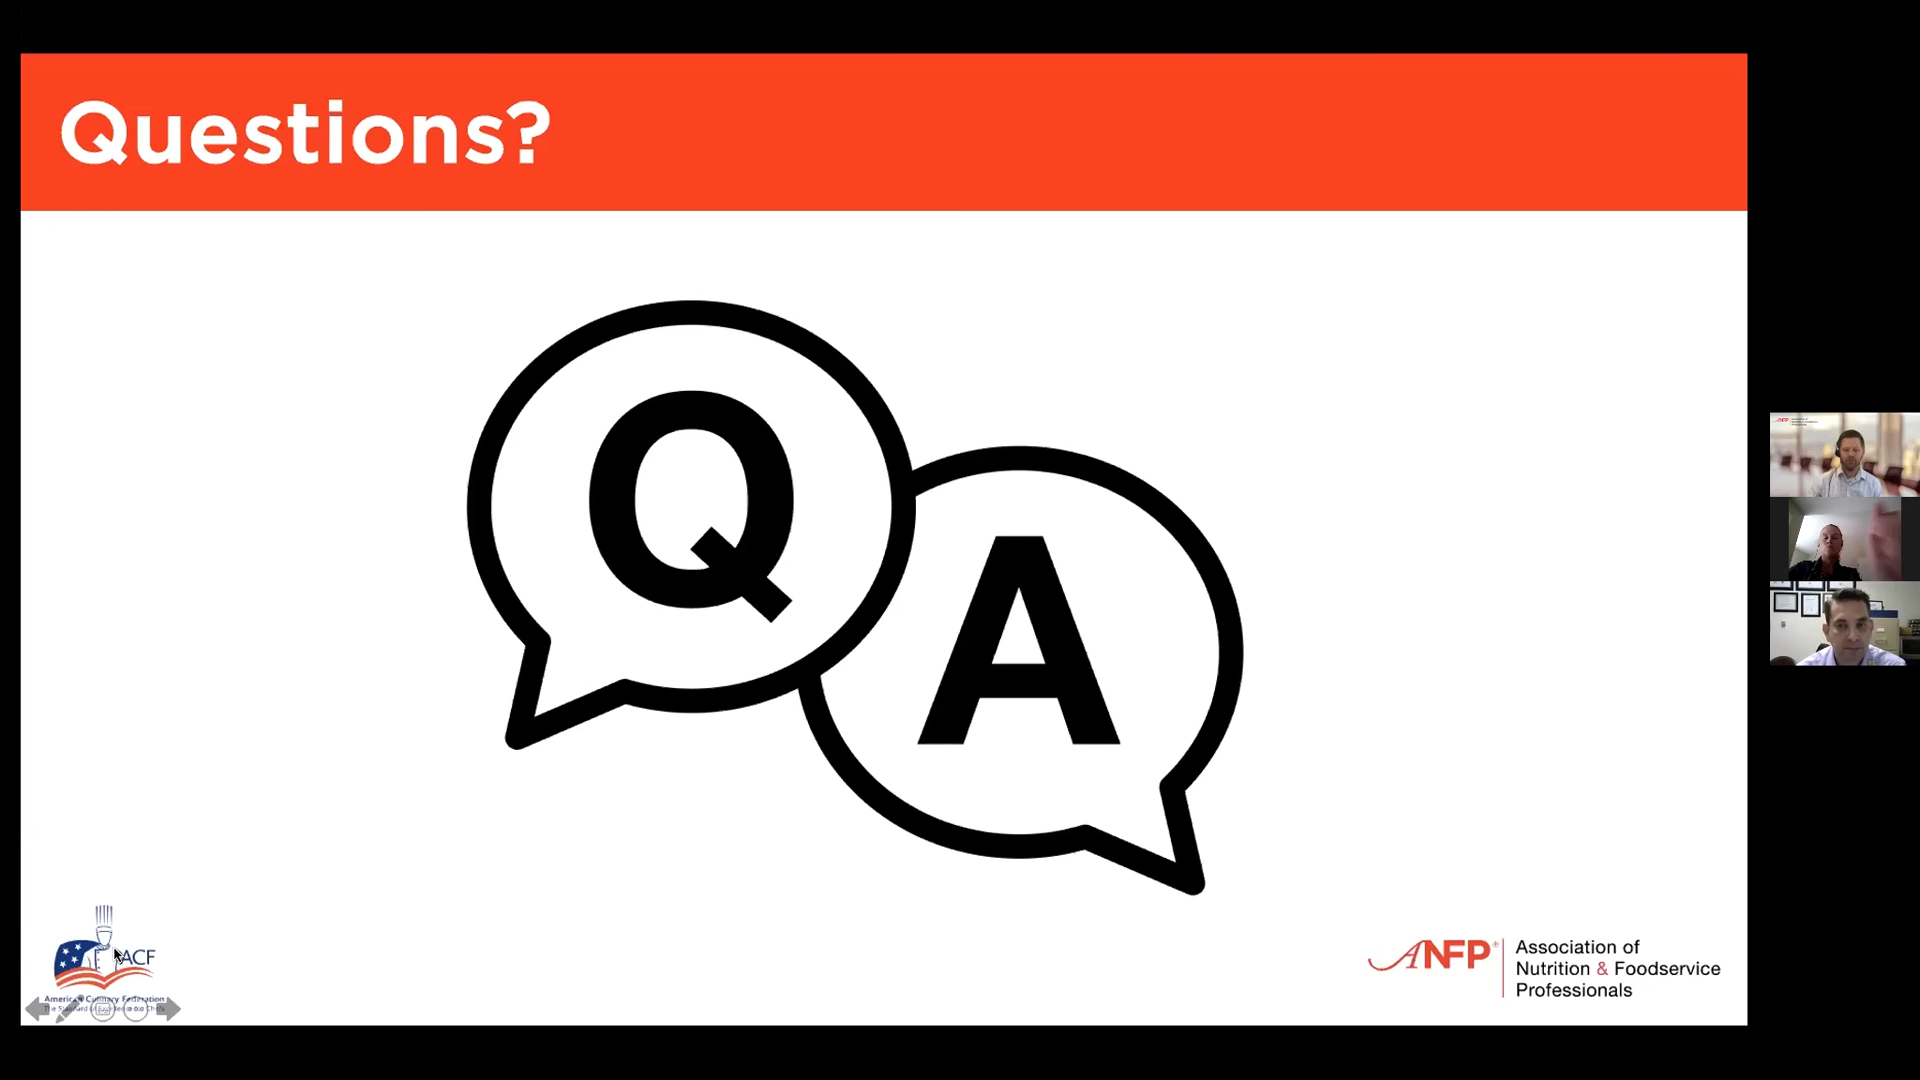 Questions?
Q
A
ACF
American Culinary Federation
ANFP®
Association of
Nutrition & Foodservice
Professionals